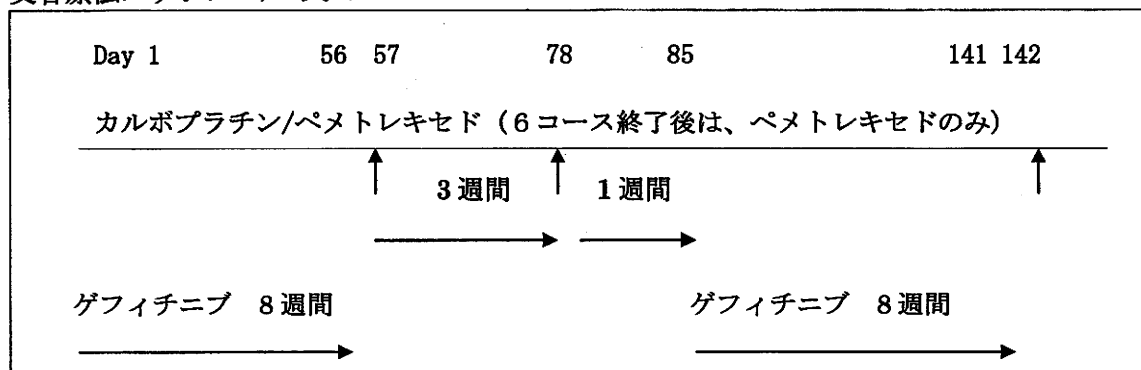 Day 1 56 57 78 85 141 142
カルボプラチン/ペメトレキセド（6コース終了後は、ペメトレキセドのみ）
3週間 1週間
ゲフィチニブ 8週間 ゲフィチニブ 8週間